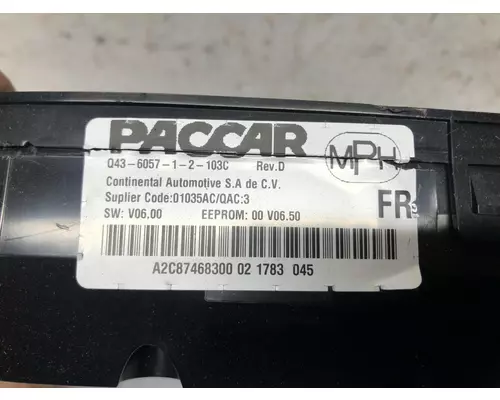 PACCAR
Q43-6057-1-2-103C Rev.D
MPH
Continental Automotive S.A de C.V.
Suplier Code:01035AC/QAC:3
FR
SW: V06.00 EEPROM: 00 V06.50
A2C87468300 02 1783 045